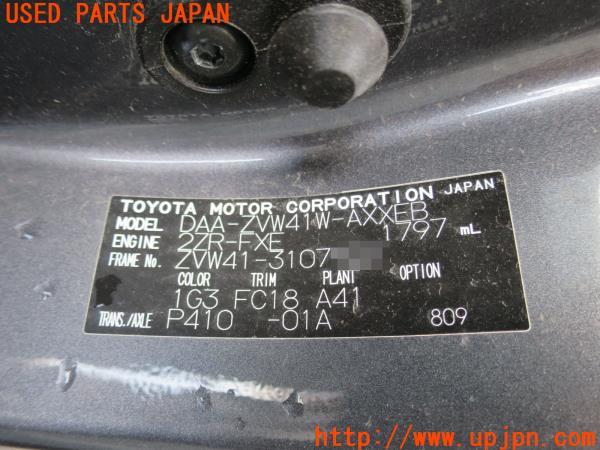 USED PARTS JAPAN
TOYOTA MOTOR CORPORATION JAPAN
MODEL DAA-ZVW41W-AXXEB
ENGINE 2ZR-FXE 1797 mL
FRAME No. ZVW41-3107
COLOR TRIM PLANT OPTION
1G3 FC18 A41
TRANS./AXLE P410 -01A 809
http://www.upjpn.com/